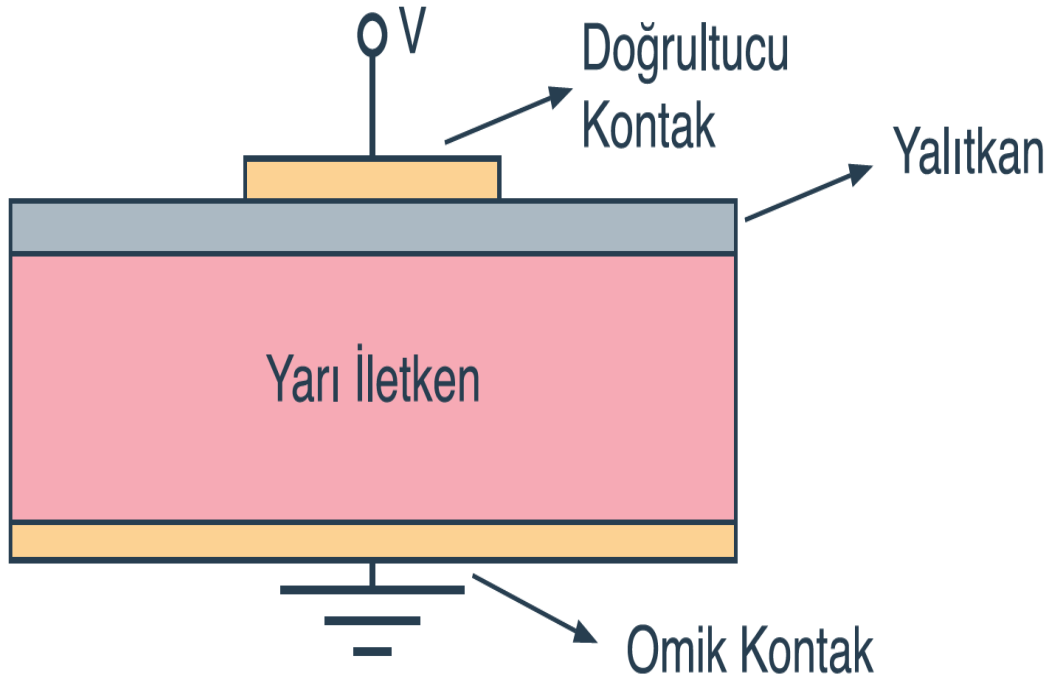 V
Doğrultucu
Kontak
Yalıtkan
Yarı İletken
Omik Kontak